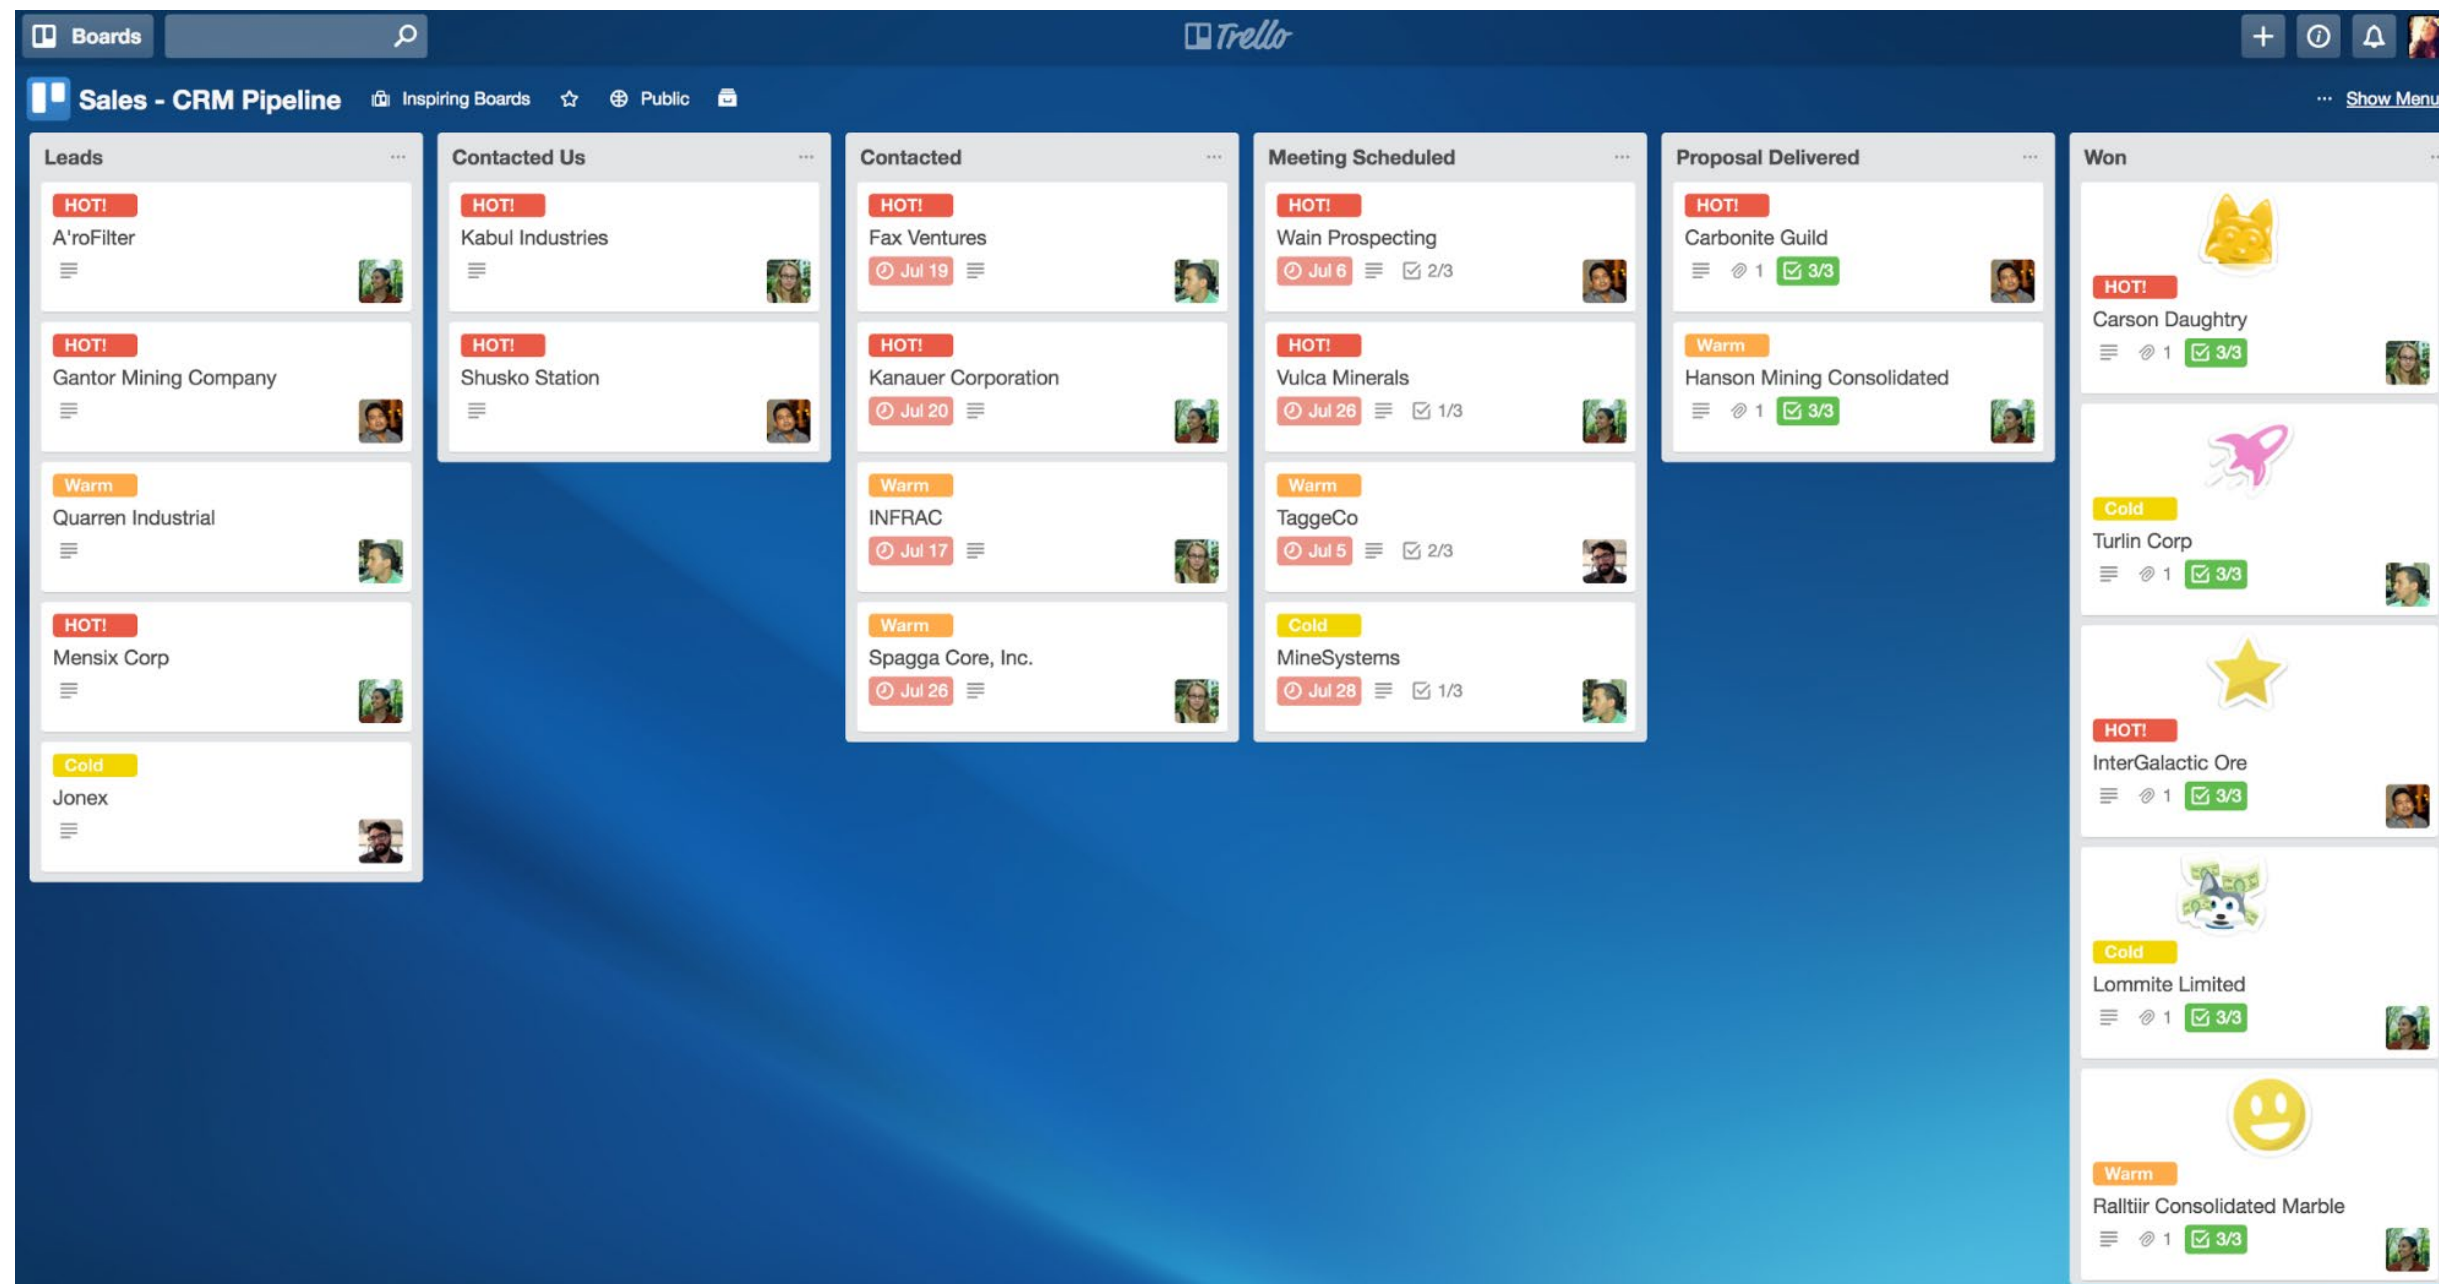 Boards
Trello
Sales - CRM Pipeline Inspiring Boards Public
... Show Menu
Leads
HOT!
A'roFilter
HOT!
Gantor Mining Company
Warm
Quarren Industrial
HOT!
Mensix Corp
Cold
Jonex
Contacted Us
HOT!
Kabul Industries
HOT!
Shusko Station
Contacted
HOT!
Fax Ventures
Jul 19
HOT!
Kanauer Corporation
Jul 20
Warm
INFRAC
Jul 17
Warm
Spagga Core, Inc.
Jul 26
Meeting Scheduled
HOT!
Wain Prospecting
Jul 6 2/3
HOT!
Vulca Minerals
Jul 26 1/3
Warm
TaggeCo
Jul 5 2/3
Cold
MineSystems
Jul 28 1/3
Proposal Delivered
HOT!
Carbonite Guild
1 3/3
Warm
Hanson Mining Consolidated
1 3/3
Won
HOT!
Carson Daughtry
1 3/3
Cold
Turlin Corp
1 3/3
HOT!
InterGalactic Ore
1 3/3
Cold
Lommite Limited
1 3/3
Warm
Ralltiir Consolidated Marble
1 3/3